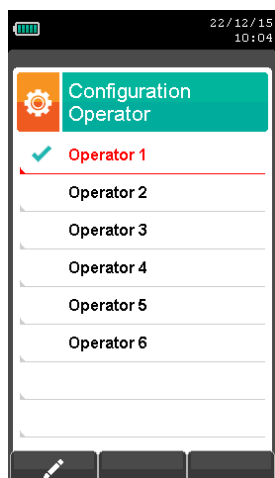 22/12/15
10:04
Configuration
Operator
Operator 1
Operator 2
Operator 3
Operator 4
Operator 5
Operator 6